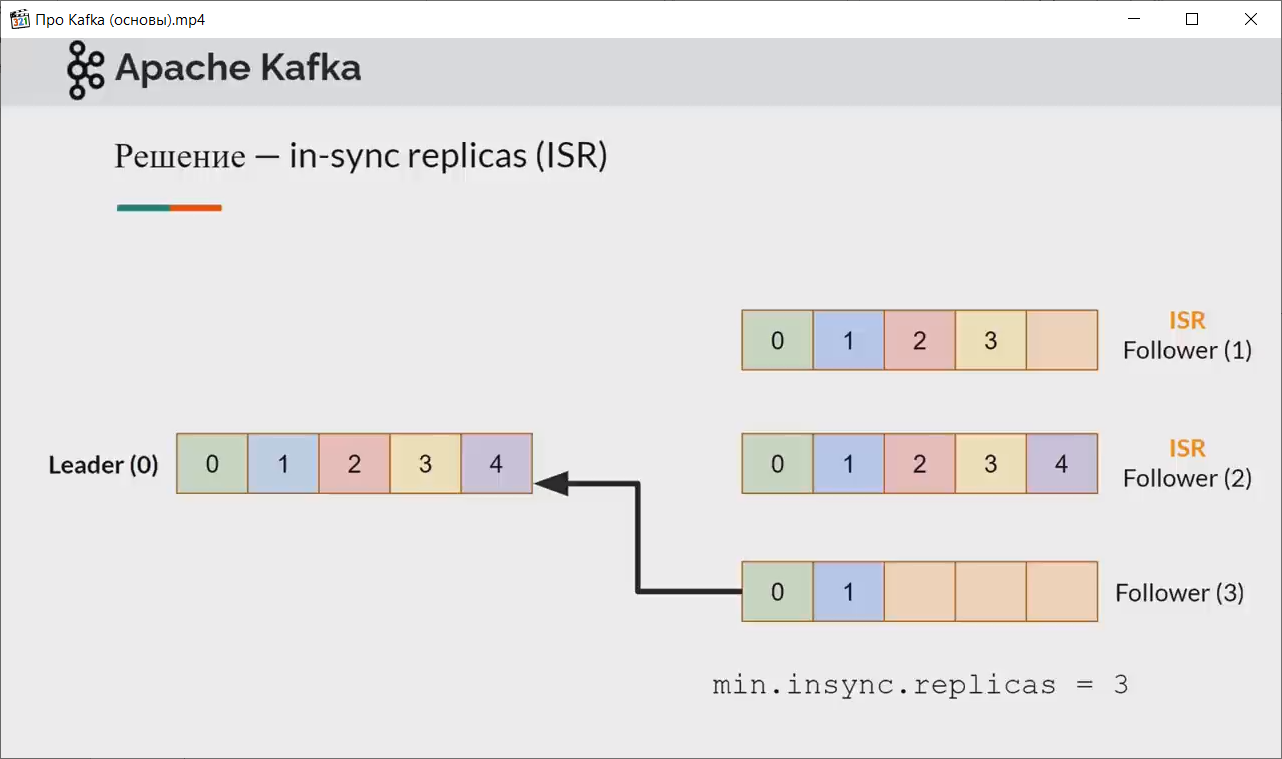 Про Kafka (основы).mp4
Apache Kafka
Решение — in-sync replicas (ISR)
0 1 2 3
ISR
Follower (1)
Leader (0)
0 1 2 3 4
0 1 2 3 4
ISR
Follower (2)
0 1
Follower (3)
min.insync.replicas = 3